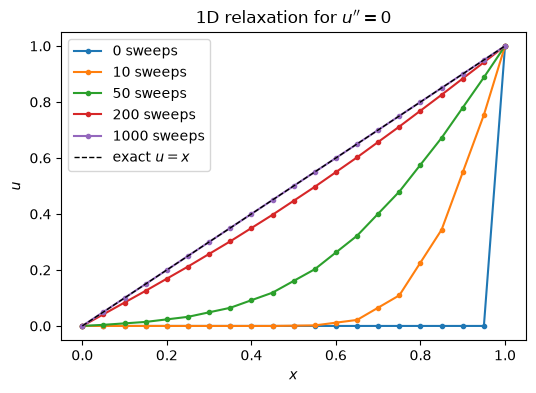 1D relaxation for $u'' = 0$
0 sweeps
10 sweeps
50 sweeps
200 sweeps
1000 sweeps
exact $u = x$
u
1.0
0.8
0.6
0.4
0.2
0.0
0.0 0.2 0.4 0.6 0.8 1.0
x